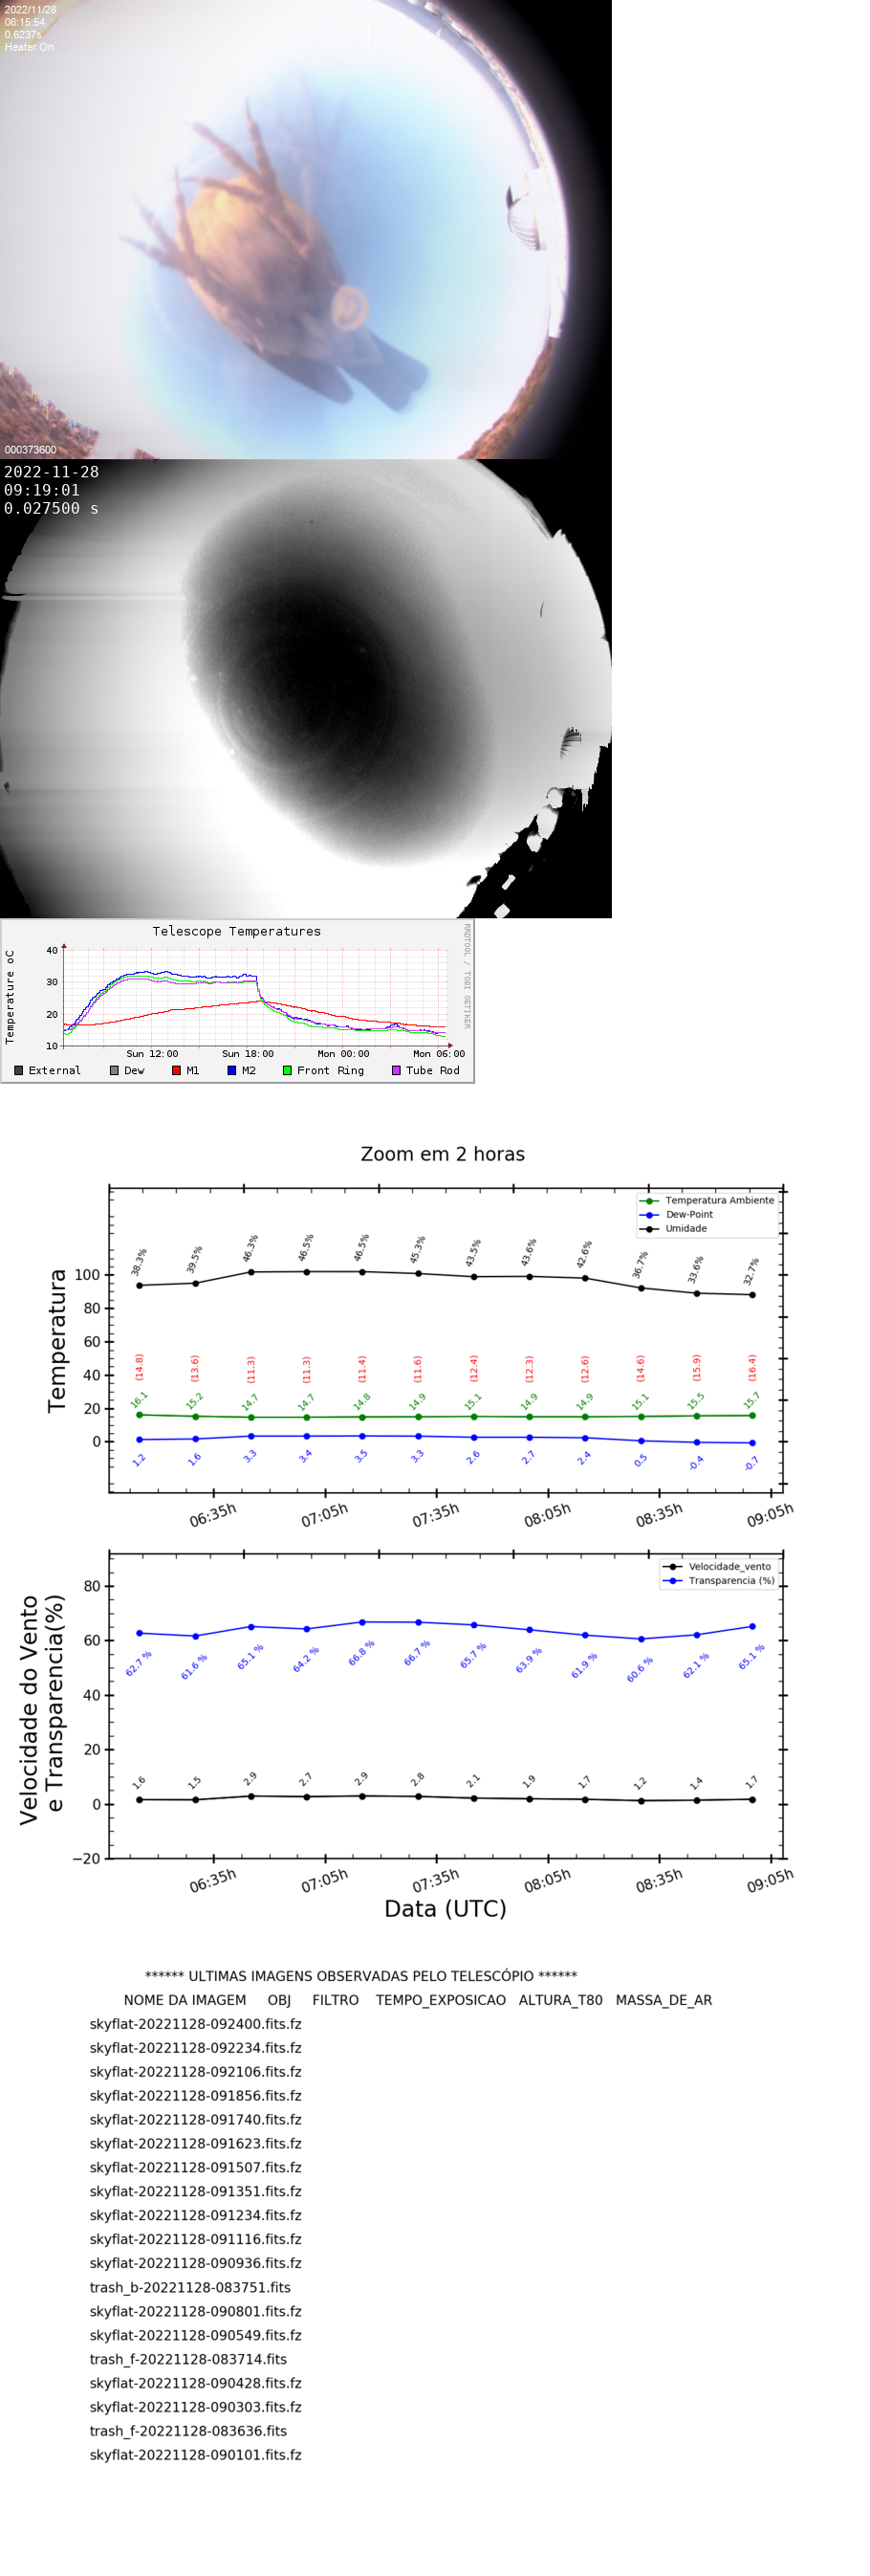 2022/11/28
06:15:54
0.6237s
Heater On
000373600
2022-11-28
09:19:01
0.027500 s
Telescope Temperatures
RRDTOOL / TOBI OETIKER
Temperature oC
40
30
20
10
Sun 12:00 Sun 18:00 Mon 00:00 Mon 06:00
External Dew M1 M2 Front Ring Tube Rod
Zoom em 2 horas
Temperatura Ambiente
Dew-Point
Umidade
Temperatura
100
80
60
40
20
0
38.3% 39.5% 46.3% 46.5% 46.5% 45.3% 43.5% 43.6% 42.6% 36.7% 33.6% 32.7%
(14.8) (13.6) (11.3) (11.3) (11.4) (11.6) (12.4) (12.3) (12.6) (14.6) (15.9) (16.4)
16.1 15.2 14.7 14.7 14.8 14.9 15.1 14.9 14.9 15.1 15.5 15.7
1.2 1.6 3.3 3.4 3.5 3.3 2.6 2.7 2.4 0.5 -0.4 -0.7
06:35h 07:05h 07:35h 08:05h 08:35h 09:05h
Velocidade_vento
Transparencia (%)
Velocidade do Vento
e Transparencia(%)
80
60
40
20
0
−20
62.7 % 61.6 % 65.1 % 64.2 % 66.8 % 66.7 % 65.7 % 63.9 % 61.9 % 60.6 % 62.1 % 65.1 %
1.6 1.5 2.9 2.7 2.9 2.8 2.1 1.9 1.7 1.2 1.4 1.7
06:35h 07:05h 07:35h 08:05h 08:35h 09:05h
Data (UTC)
****** ULTIMAS IMAGENS OBSERVADAS PELO TELESCÓPIO ******
NOME DA IMAGEM OBJ FILTRO TEMPO_EXPOSICAO ALTURA_T80 MASSA_DE_AR
skyflat-20221128-092400.fits.fz
skyflat-20221128-092234.fits.fz
skyflat-20221128-092106.fits.fz
skyflat-20221128-091856.fits.fz
skyflat-20221128-091740.fits.fz
skyflat-20221128-091623.fits.fz
skyflat-20221128-091507.fits.fz
skyflat-20221128-091351.fits.fz
skyflat-20221128-091234.fits.fz
skyflat-20221128-091116.fits.fz
skyflat-20221128-090936.fits.fz
trash_b-20221128-083751.fits
skyflat-20221128-090801.fits.fz
skyflat-20221128-090549.fits.fz
trash_f-20221128-083714.fits
skyflat-20221128-090428.fits.fz
skyflat-20221128-090303.fits.fz
trash_f-20221128-083636.fits
skyflat-20221128-090101.fits.fz